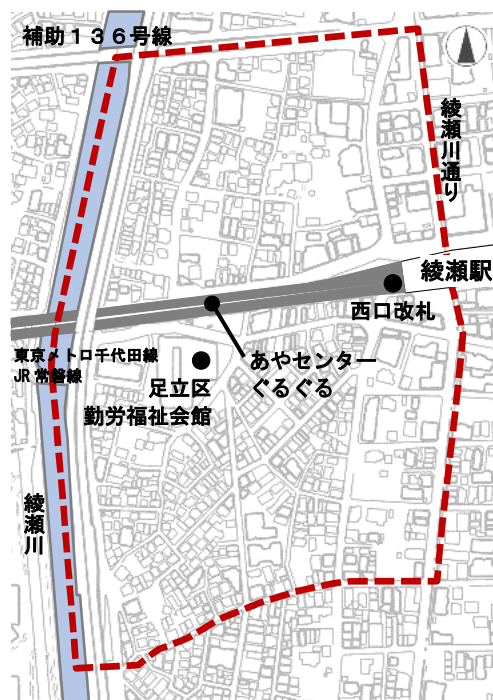 補助１３６号線
綾瀬川通り
綾瀬駅
西口改札
東京メトロ千代田線
JR 常磐線
あやセンター
ぐるぐる
足立区
勤労福祉会館
綾瀬川